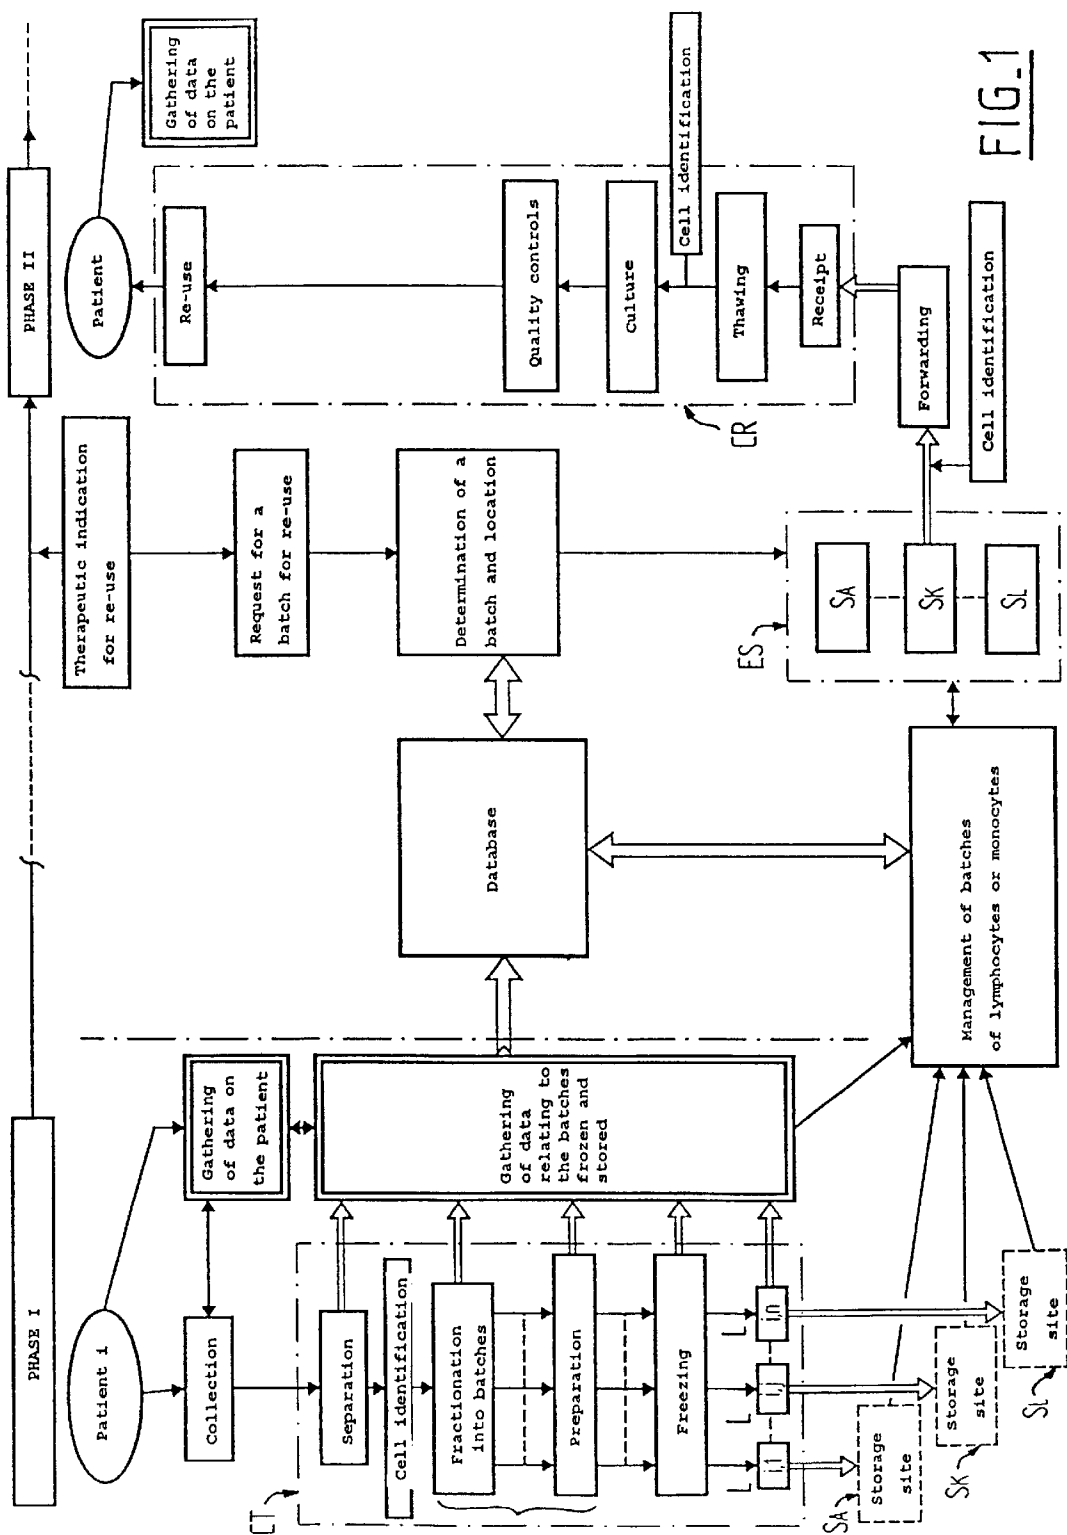 PHASE I
PHASE II
Patient i
Gathering
of data on
the patient
Collection
CT
Separation
Cell identification
Fractionation
into batches
Preparation
Freezing
L
i,1
L
i,j
L
i,n
Gathering
of data
relating to
the batches
frozen and
stored
SA
Storage
site
SK
Storage
site
SL
Storage
site
Database
Management of batches
of lymphocytes or monocytes
Therapeutic indication
for re-use
Request for a
batch for re-use
Determination of a
batch and location
ES
SA
SK
SL
Cell identification
Forwarding
CR
Receipt
Thawing
Cell identification
Culture
Quality controls
Re-use
Patient
Gathering
of data
on the
patient
FIG_1